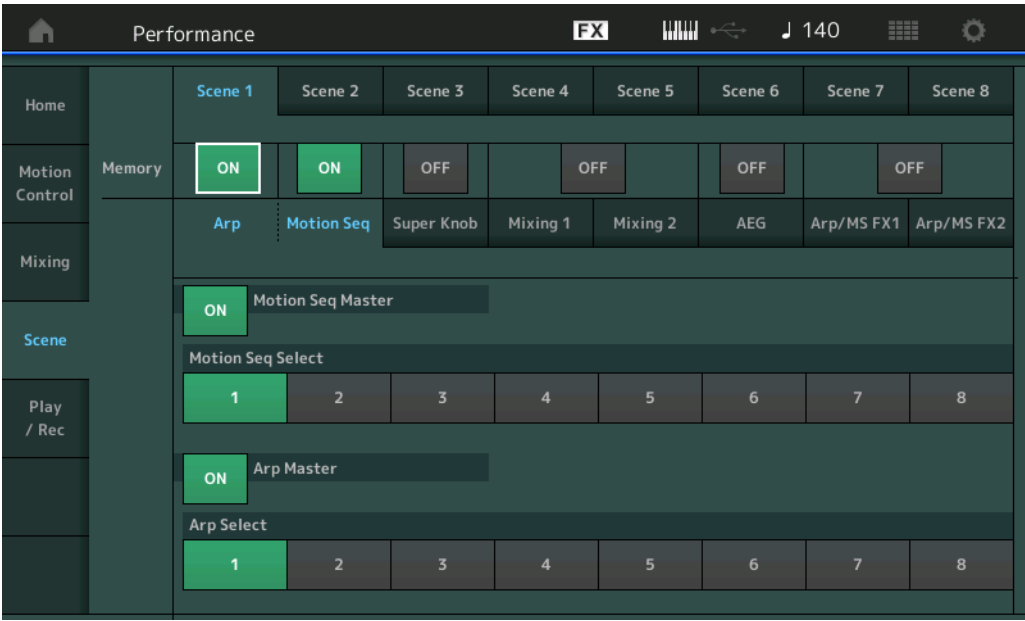 Performance FX ♩ 140
Home
Scene 1 Scene 2 Scene 3 Scene 4 Scene 5 Scene 6 Scene 7 Scene 8
Motion
Control
Memory ON ON OFF OFF OFF OFF
Arp Motion Seq Super Knob Mixing 1 Mixing 2 AEG Arp/MS FX1 Arp/MS FX2
Mixing
ON Motion Seq Master
Scene
Motion Seq Select
1 2 3 4 5 6 7 8
Play
/ Rec
ON Arp Master
Arp Select
1 2 3 4 5 6 7 8